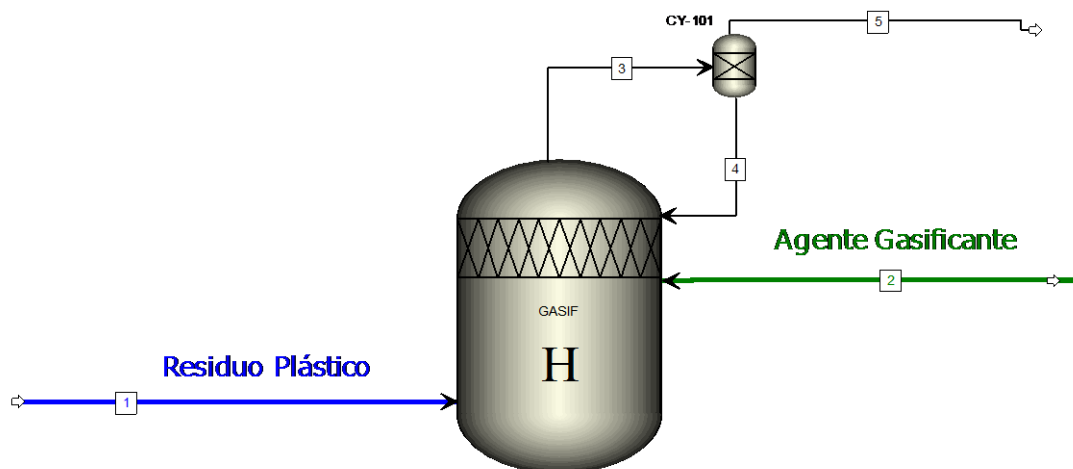 CY-101
5
3
4
Agente Gasificante
2
GASIF
H
Residuo Plástico
1